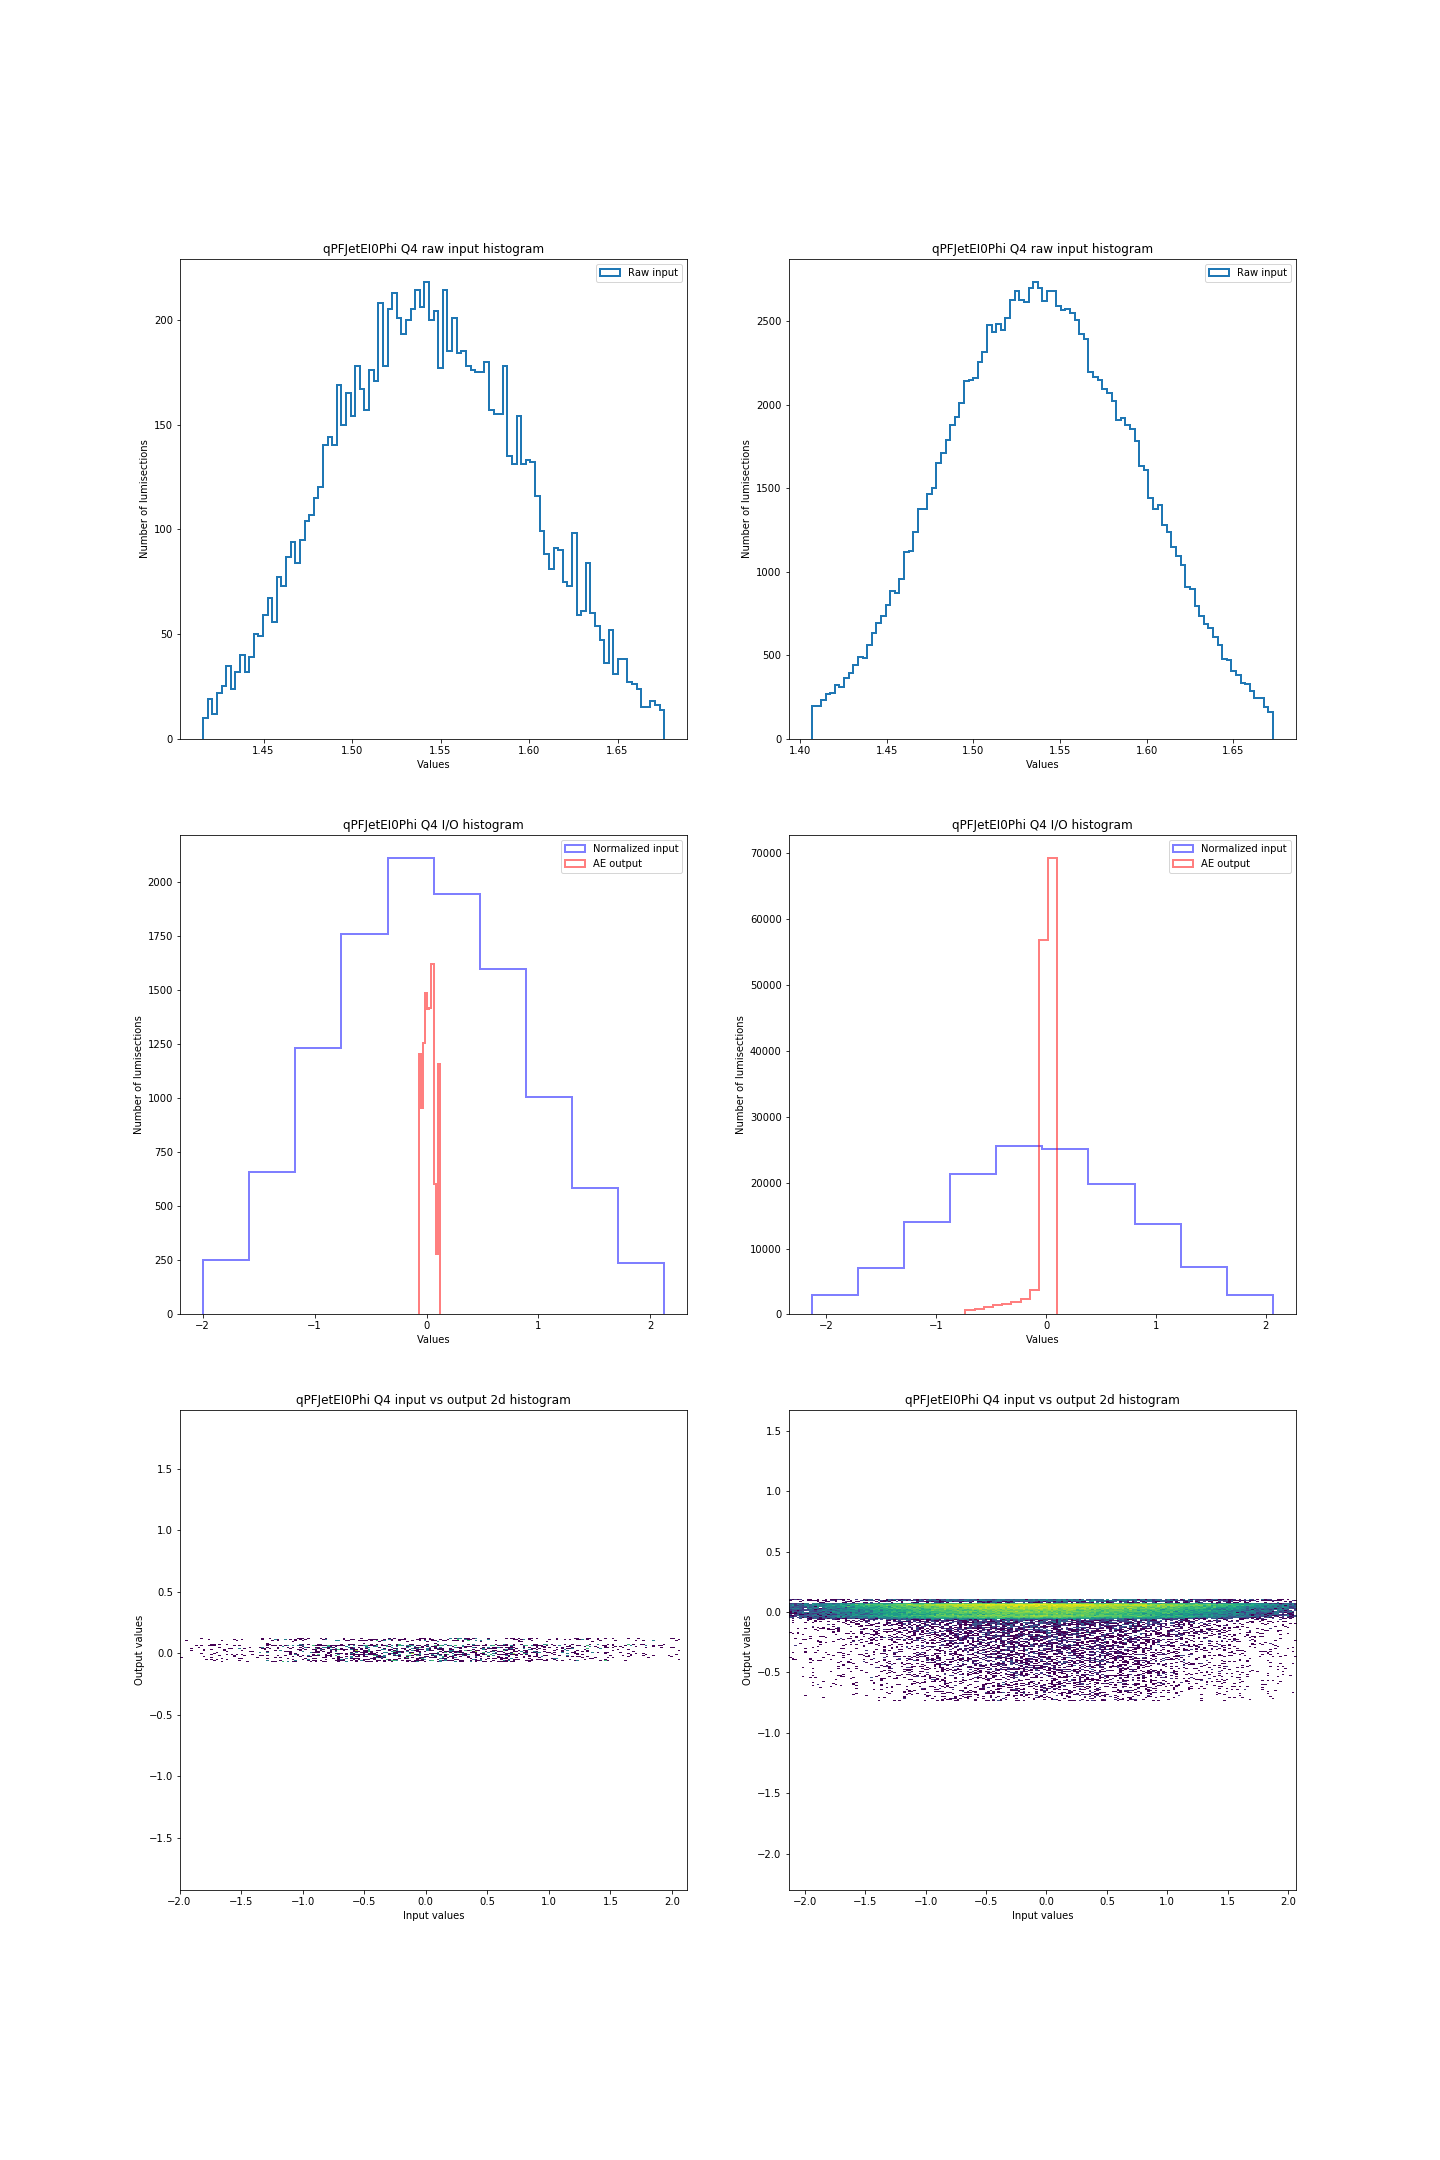 qPFJetEI0Phi Q4 raw input histogram
Raw input
Number of lumisections
200
150
100
50
0
1.45 1.50 1.55 1.60 1.65
Values
qPFJetEI0Phi Q4 raw input histogram
Raw input
Number of lumisections
2500
2000
1500
1000
500
0
1.40 1.45 1.50 1.55 1.60 1.65
Values
qPFJetEI0Phi Q4 I/O histogram
Normalized input
AE output
Number of lumisections
2000
1750
1500
1250
1000
750
500
250
0
−2 −1 0 1 2
Values
qPFJetEI0Phi Q4 I/O histogram
Normalized input
AE output
Number of lumisections
70000
60000
50000
40000
30000
20000
10000
0
−2 −1 0 1 2
Values
qPFJetEI0Phi Q4 input vs output 2d histogram
Output values
1.5
1.0
0.5
0.0
−0.5
−1.0
−1.5
−2.0 −1.5 −1.0 −0.5 0.0 0.5 1.0 1.5 2.0
Input values
qPFJetEI0Phi Q4 input vs output 2d histogram
Output values
1.5
1.0
0.5
0.0
−0.5
−1.0
−1.5
−2.0
−2.0 −1.5 −1.0 −0.5 0.0 0.5 1.0 1.5 2.0
Input values